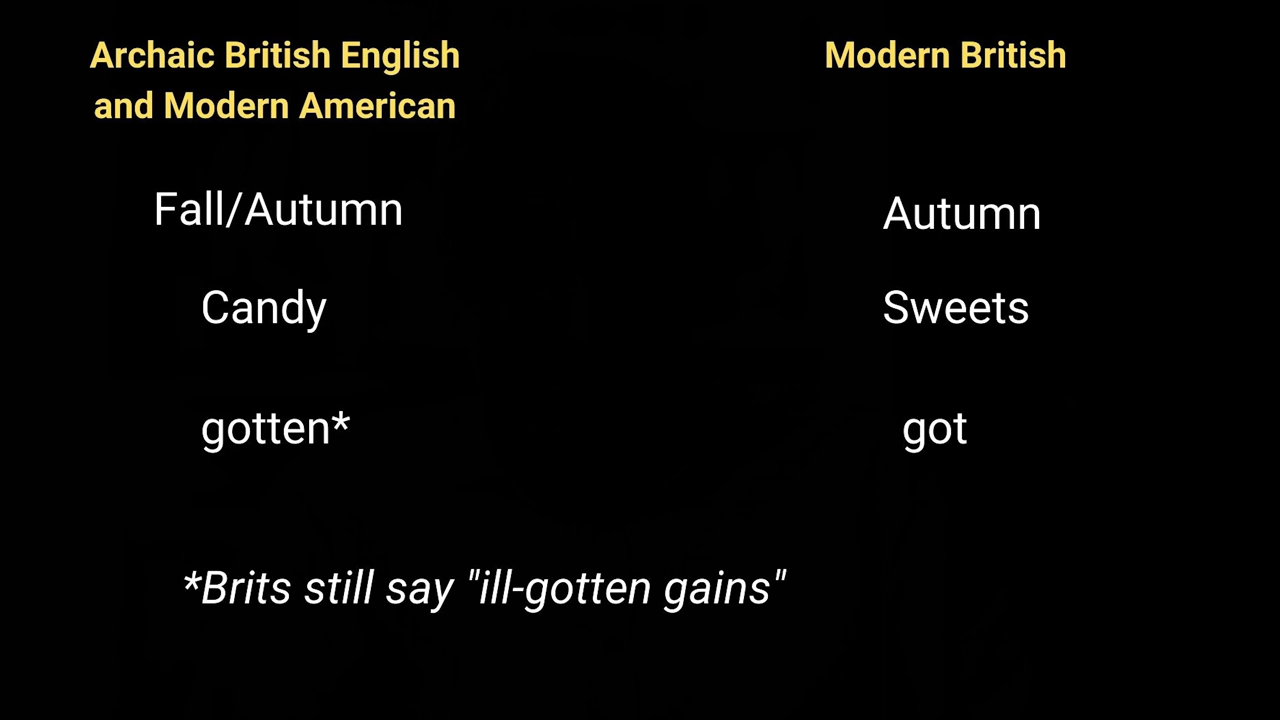 Archaic British English
and Modern American
Modern British
Fall/Autumn
Autumn
Candy
Sweets
gotten*
got
*Brits still say "ill-gotten gains"